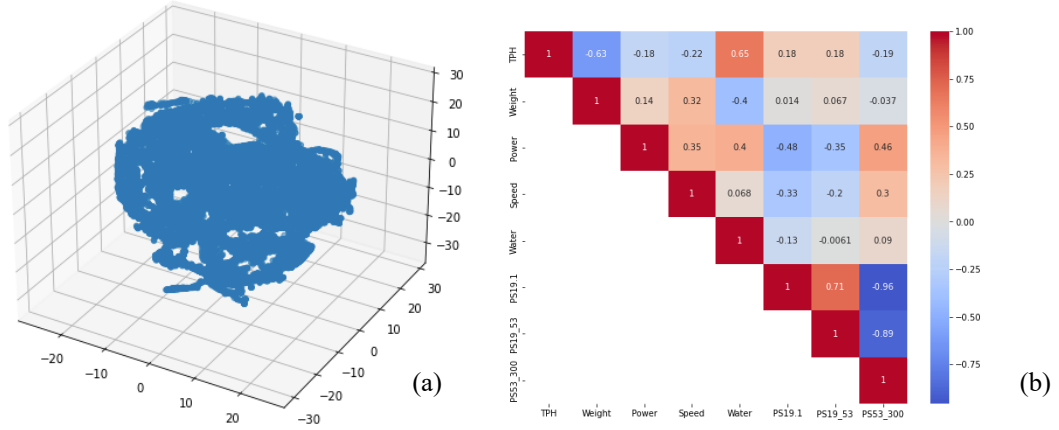 30
20
10
0
−10
−20
−30
−20
−10
0
10
20
−30
−20
−10
0
10
20
30
(a)
TPH 1 -0.63 -0.18 -0.22 0.65 0.18 0.18 -0.19
Weight 1 0.14 0.32 -0.4 0.014 0.067 -0.037
Power 1 0.35 0.4 -0.48 -0.35 0.46
Speed 1 0.068 -0.33 -0.2 0.3
Water 1 -0.13 -0.0061 0.09
PS19.1 1 0.71 -0.96
PS19_53 1 -0.89
PS53_300 1
TPH Weight Power Speed Water PS19.1 PS19_53 PS53_300
1.00
0.75
0.50
0.25
0.00
−0.25
−0.50
−0.75
(b)